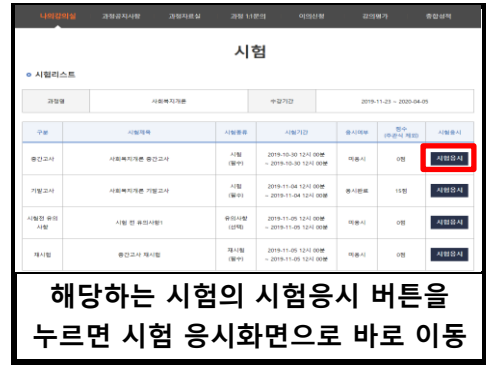 나의강의실 과정공지사항 과정자료실 과정 1:1문의 이의신청 강의평가 종합성적
시험
시험리스트
과정명 사회복지개론 수강기간 2019-11-23 ~ 2020-04-05
구분 시험제목 시험종류 시험기간 응시여부 점수 (주관식 제외) 시험응시
중간고사 사회복지개론 중간고사 시험 (필수) 2019-10-30 12시 00분 ~ 2019-10-30 12시 00분 미응시 0점 시험응시
기말고사 사회복지개론 기말고사 시험 (필수) 2019-11-04 12시 00분 ~ 2019-11-04 12시 00분 응시완료 15점 시험응시
시험전 유의사항 시험 전 유의사항1 유의사항 (선택) 2019-11-05 12시 00분 ~ 2019-11-05 12시 00분 미응시 0점 시험응시
재시험 중간고사 재시험 재시험 (필수) 2019-11-05 12시 00분 ~ 2019-11-05 12시 00분 미응시 0점 시험응시
해당하는 시험의 시험응시 버튼을
누르면 시험 응시화면으로 바로 이동